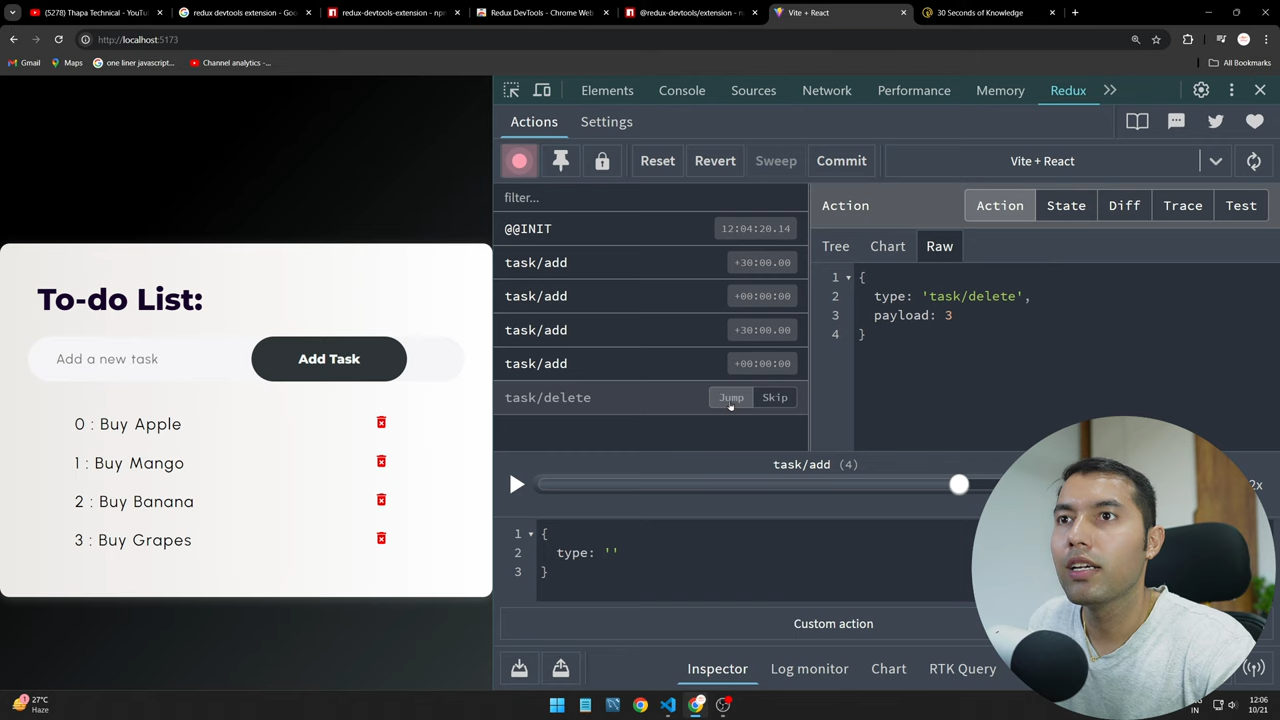 (5278) Thapa Technical - YouTu
redux devtools extension - Goo
redux-devtools-extension - npm
Redux DevTools - Chrome Web
@redux-devtools/extension - n
Vite + React
30 Seconds of Knowledge
http://localhost:5173
Gmail
Maps
one liner javascript...
Channel analytics -...
All Bookmarks
Elements
Console
Sources
Network
Performance
Memory
Redux
Actions
Settings
Reset
Revert
Sweep
Commit
Vite + React
filter...
@@INIT
12:04:20.14
task/add
+30:00.00
task/add
+00:00:00
task/add
+30:00.00
task/add
+00:00:00
task/delete
Jump
Skip
Action
Action
State
Diff
Trace
Test
Tree
Chart
Raw
1 {
2 type: 'task/delete',
3 payload: 3
4 }
To-do List:
Add a new task
Add Task
0 : Buy Apple
1 : Buy Mango
2 : Buy Banana
3 : Buy Grapes
task/add (4)
2x
1 {
2 type: ''
3 }
Custom action
Inspector
Log monitor
Chart
RTK Query
27°C
Haze
IN
12:06
10/21